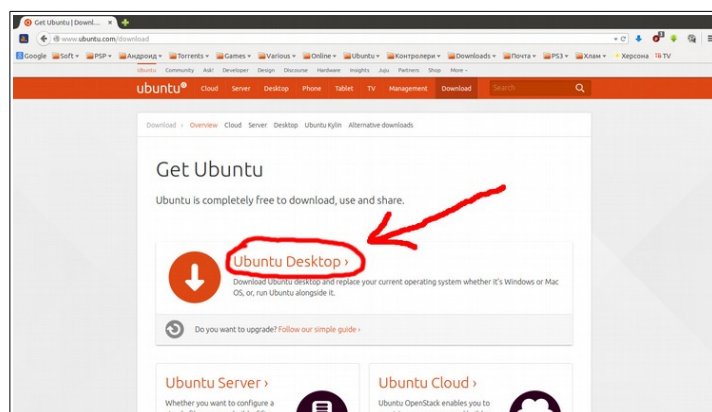 Get Ubuntu | Downl... ×
www.ubuntu.com/download
Google Soft PSP Андроид Torrents Games Various Online Ubuntu Контролери Downloads Почта PS3 Хлам Херсона ТВ TV
Ubuntu Community Ask! Developer Design Discourse Hardware Insights Juju Partners Shop More
ubuntu Cloud Server Desktop Phone Tablet TV Management Download Search
Download › Overview Cloud Server Desktop Ubuntu Kylin Alternative downloads
Get Ubuntu
Ubuntu is completely free to download, use and share.
Ubuntu Desktop ›
Download Ubuntu desktop and replace your current operating system whether it's Windows or Mac
OS, or, run Ubuntu alongside it.
Do you want to upgrade? Follow our simple guide ›
Ubuntu Server › Ubuntu Cloud ›
Whether you want to configure a Ubuntu OpenStack enables you to